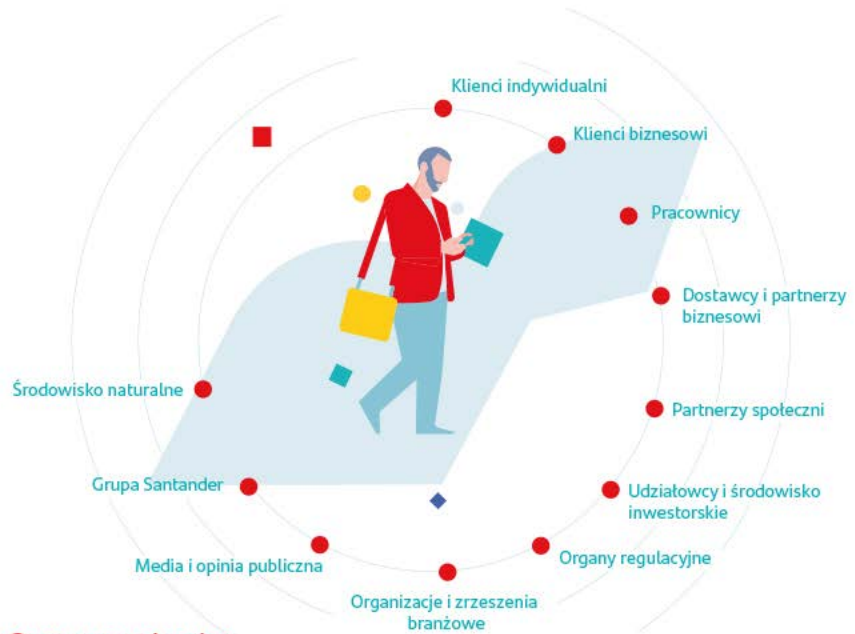 Klienci indywidualni
Klienci biznesowi
Pracownicy
Dostawcy i partnerzy
biznesowi
Partnerzy społeczni
Udziałowcy i środowisko
inwestorskie
Organy regulacyjne
Organizacje i zrzeszenia
branżowe
Media i opinia publiczna
Grupa Santander
Środowisko naturalne